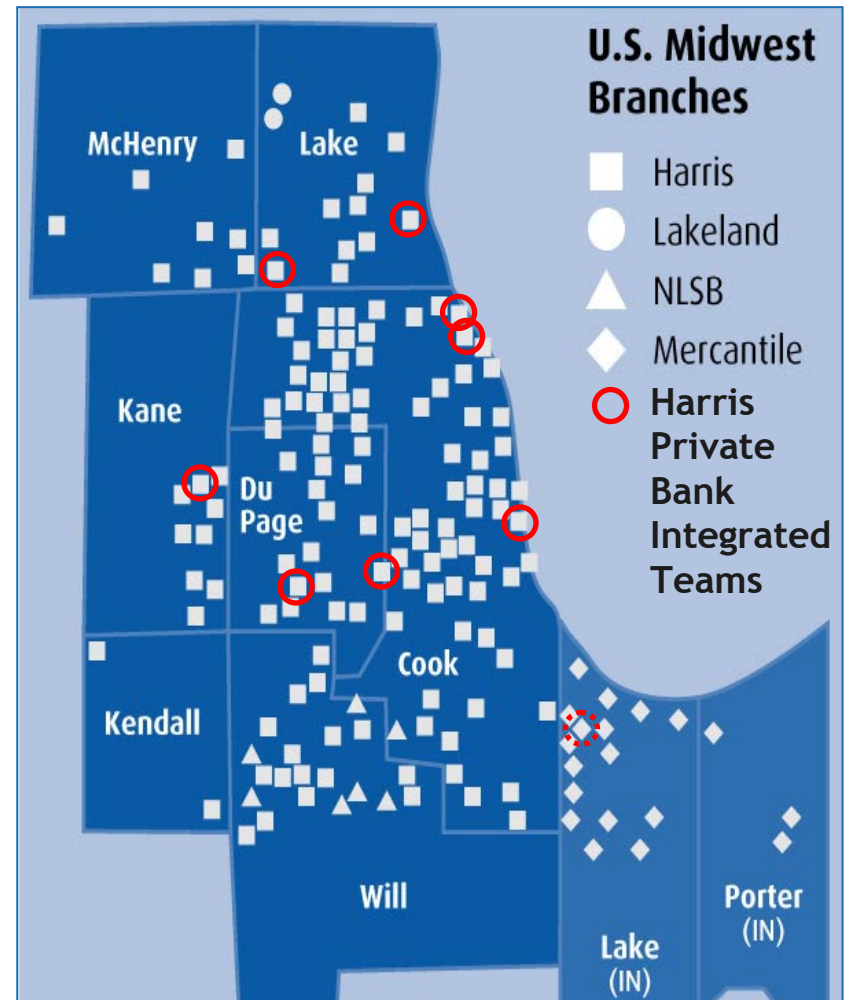 U.S. Midwest
Branches
Harris
Lakeland
NLSB
Mercantile
Harris
Private
Bank
Integrated
Teams
McHenry
Lake
Kane
Du
Page
Cook
Kendall
Will
Porter
(IN)
Lake
(IN)